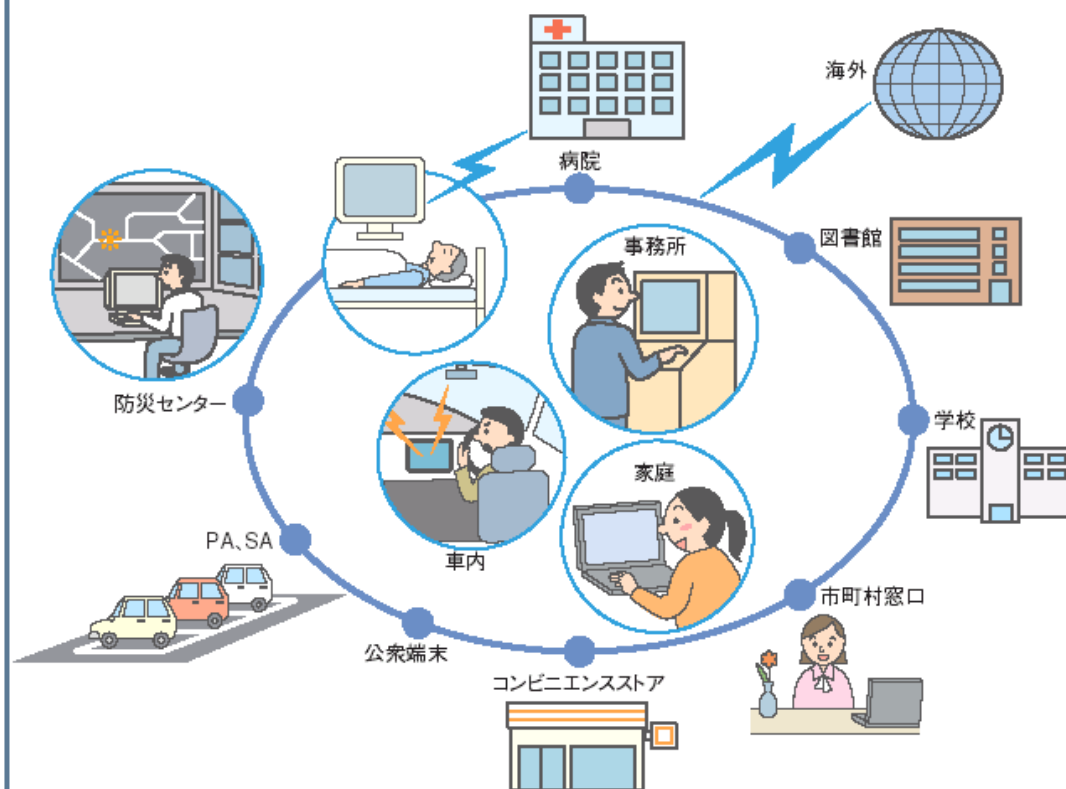 海外
病院
図書館
事務所
防災センター
学校
家庭
PA、SA
車内
市町村窓口
公衆端末
コンビニエンスストア